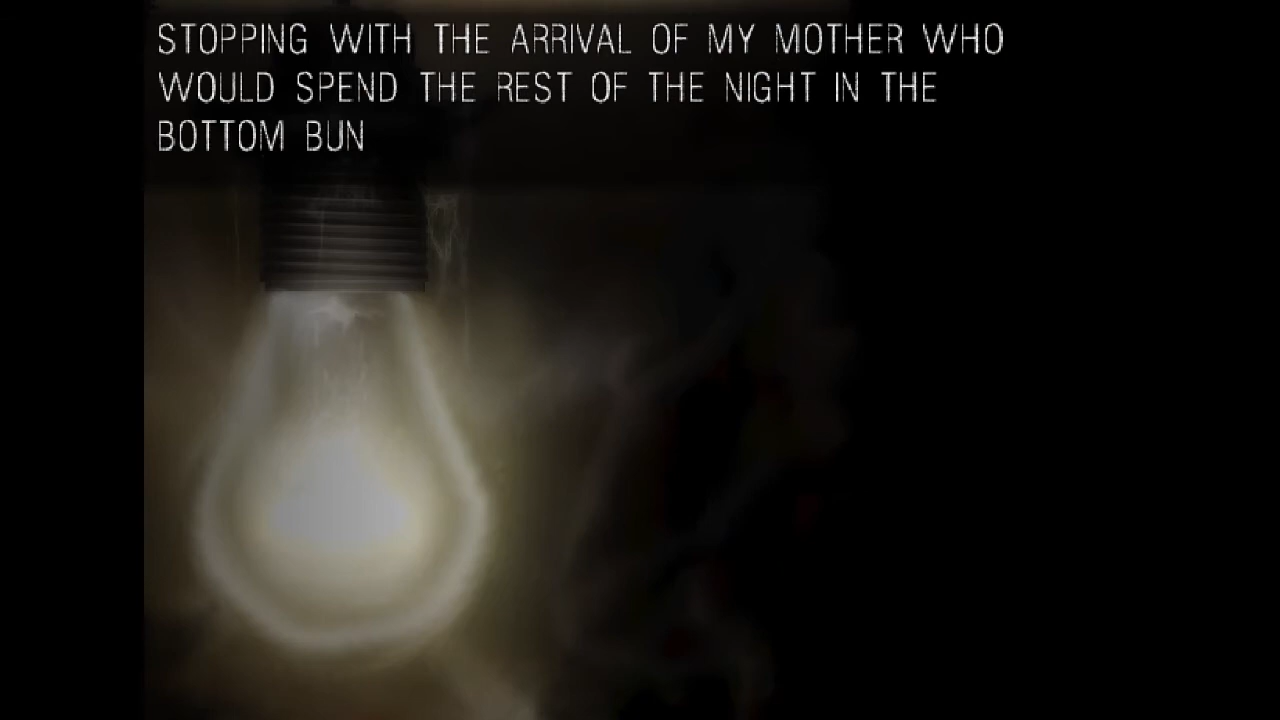 STOPPING WITH THE ARRIVAL OF MY MOTHER WHO
WOULD SPEND THE REST OF THE NIGHT IN THE
BOTTOM BUN